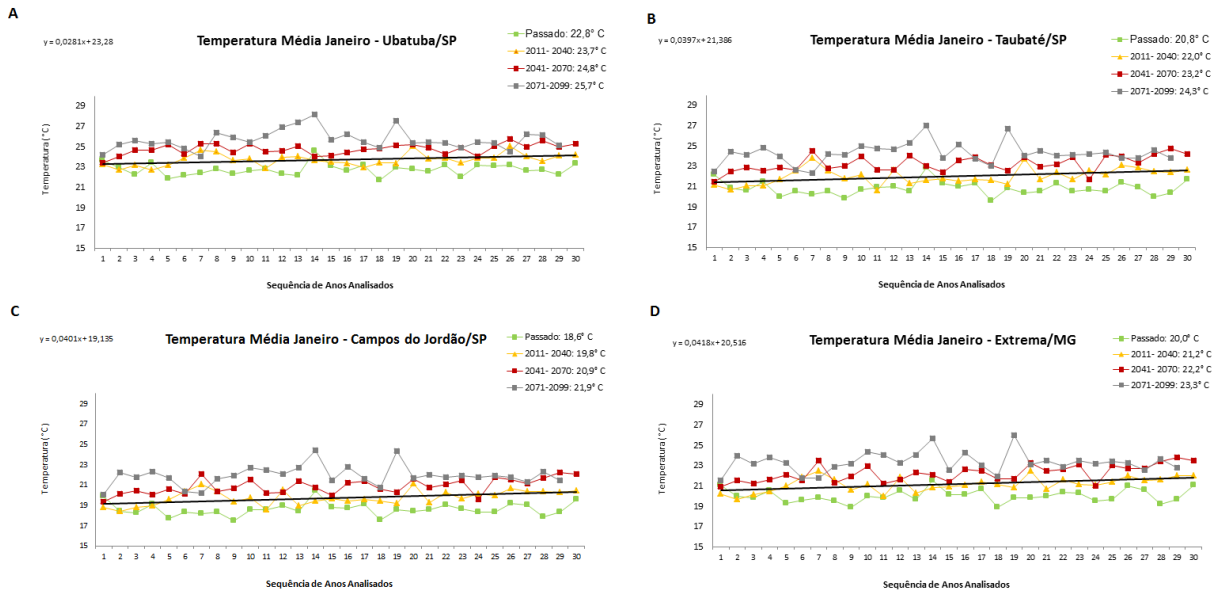 A
y = 0,0281x + 23,28
Temperatura Média Janeiro - Ubatuba/SP
Passado: 22,8° C
2011- 2040: 23,7° C
2041- 2070: 24,8° C
2071-2099: 25,7° C
Temperatura (°C)
29
27
25
23
21
19
17
15
1 2 3 4 5 6 7 8 9 10 11 12 13 14 15 16 17 18 19 20 21 22 23 24 25 26 27 28 29 30
Sequência de Anos Analisados
B
y = 0,0397x + 21,386
Temperatura Média Janeiro - Taubaté/SP
Passado: 20,8° C
2011- 2040: 22,0° C
2041- 2070: 23,2° C
2071-2099: 24,3° C
Temperatura (°C)
29
27
25
23
21
19
17
15
1 2 3 4 5 6 7 8 9 10 11 12 13 14 15 16 17 18 19 20 21 22 23 24 25 26 27 28 29 30
Sequência de Anos Analisados
C
y = 0,0401x + 19,135
Temperatura Média Janeiro - Campos do Jordão/SP
Passado: 18,6° C
2011- 2040: 19,8° C
2041- 2070: 20,9° C
2071-2099: 21,9° C
Temperatura (°C)
29
27
25
23
21
19
17
15
1 2 3 4 5 6 7 8 9 10 11 12 13 14 15 16 17 18 19 20 21 22 23 24 25 26 27 28 29 30
Sequência de Anos Analisados
D
y = 0,0418x + 20,516
Temperatura Média Janeiro - Extrema/MG
Passado: 20,0° C
2011- 2040: 21,2° C
2041- 2070: 22,2° C
2071-2099: 23,3° C
Temperatura (°C)
29
27
25
23
21
19
17
15
1 2 3 4 5 6 7 8 9 10 11 12 13 14 15 16 17 18 19 20 21 22 23 24 25 26 27 28 29 30
Sequência de Anos Analisados